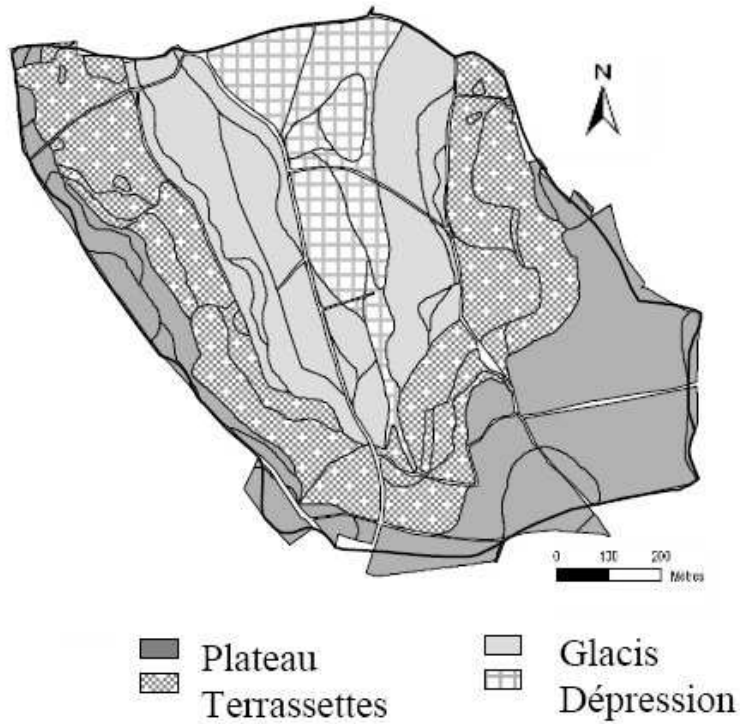 N
0 100 200
Mètres
Plateau
Glacis
Terrassettes
Dépression